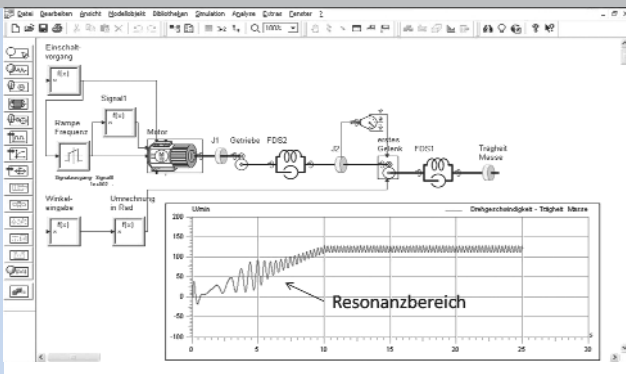 Datei Bearbeiten Ansicht Modellobjekt Bibliotheken Simulation Analyse Extras Fenster ?
100%
Einschalt-
vorgang
f(x)
Signal1
f(x)
Rampe
Frequenz
Motor
J1 Getriebe FDS2
J2
erstes
Gelenk
FDS1
Trägheit
Masse
Winkel-
eingabe
f(x)
Umrechnung
in Rad
f(x)
U/min
Drehgeschwindigkeit - Trägheit Masse
200
150
100
50
0
-50
-100
Resonanzbereich
s
0 5 10 15 20 25 30